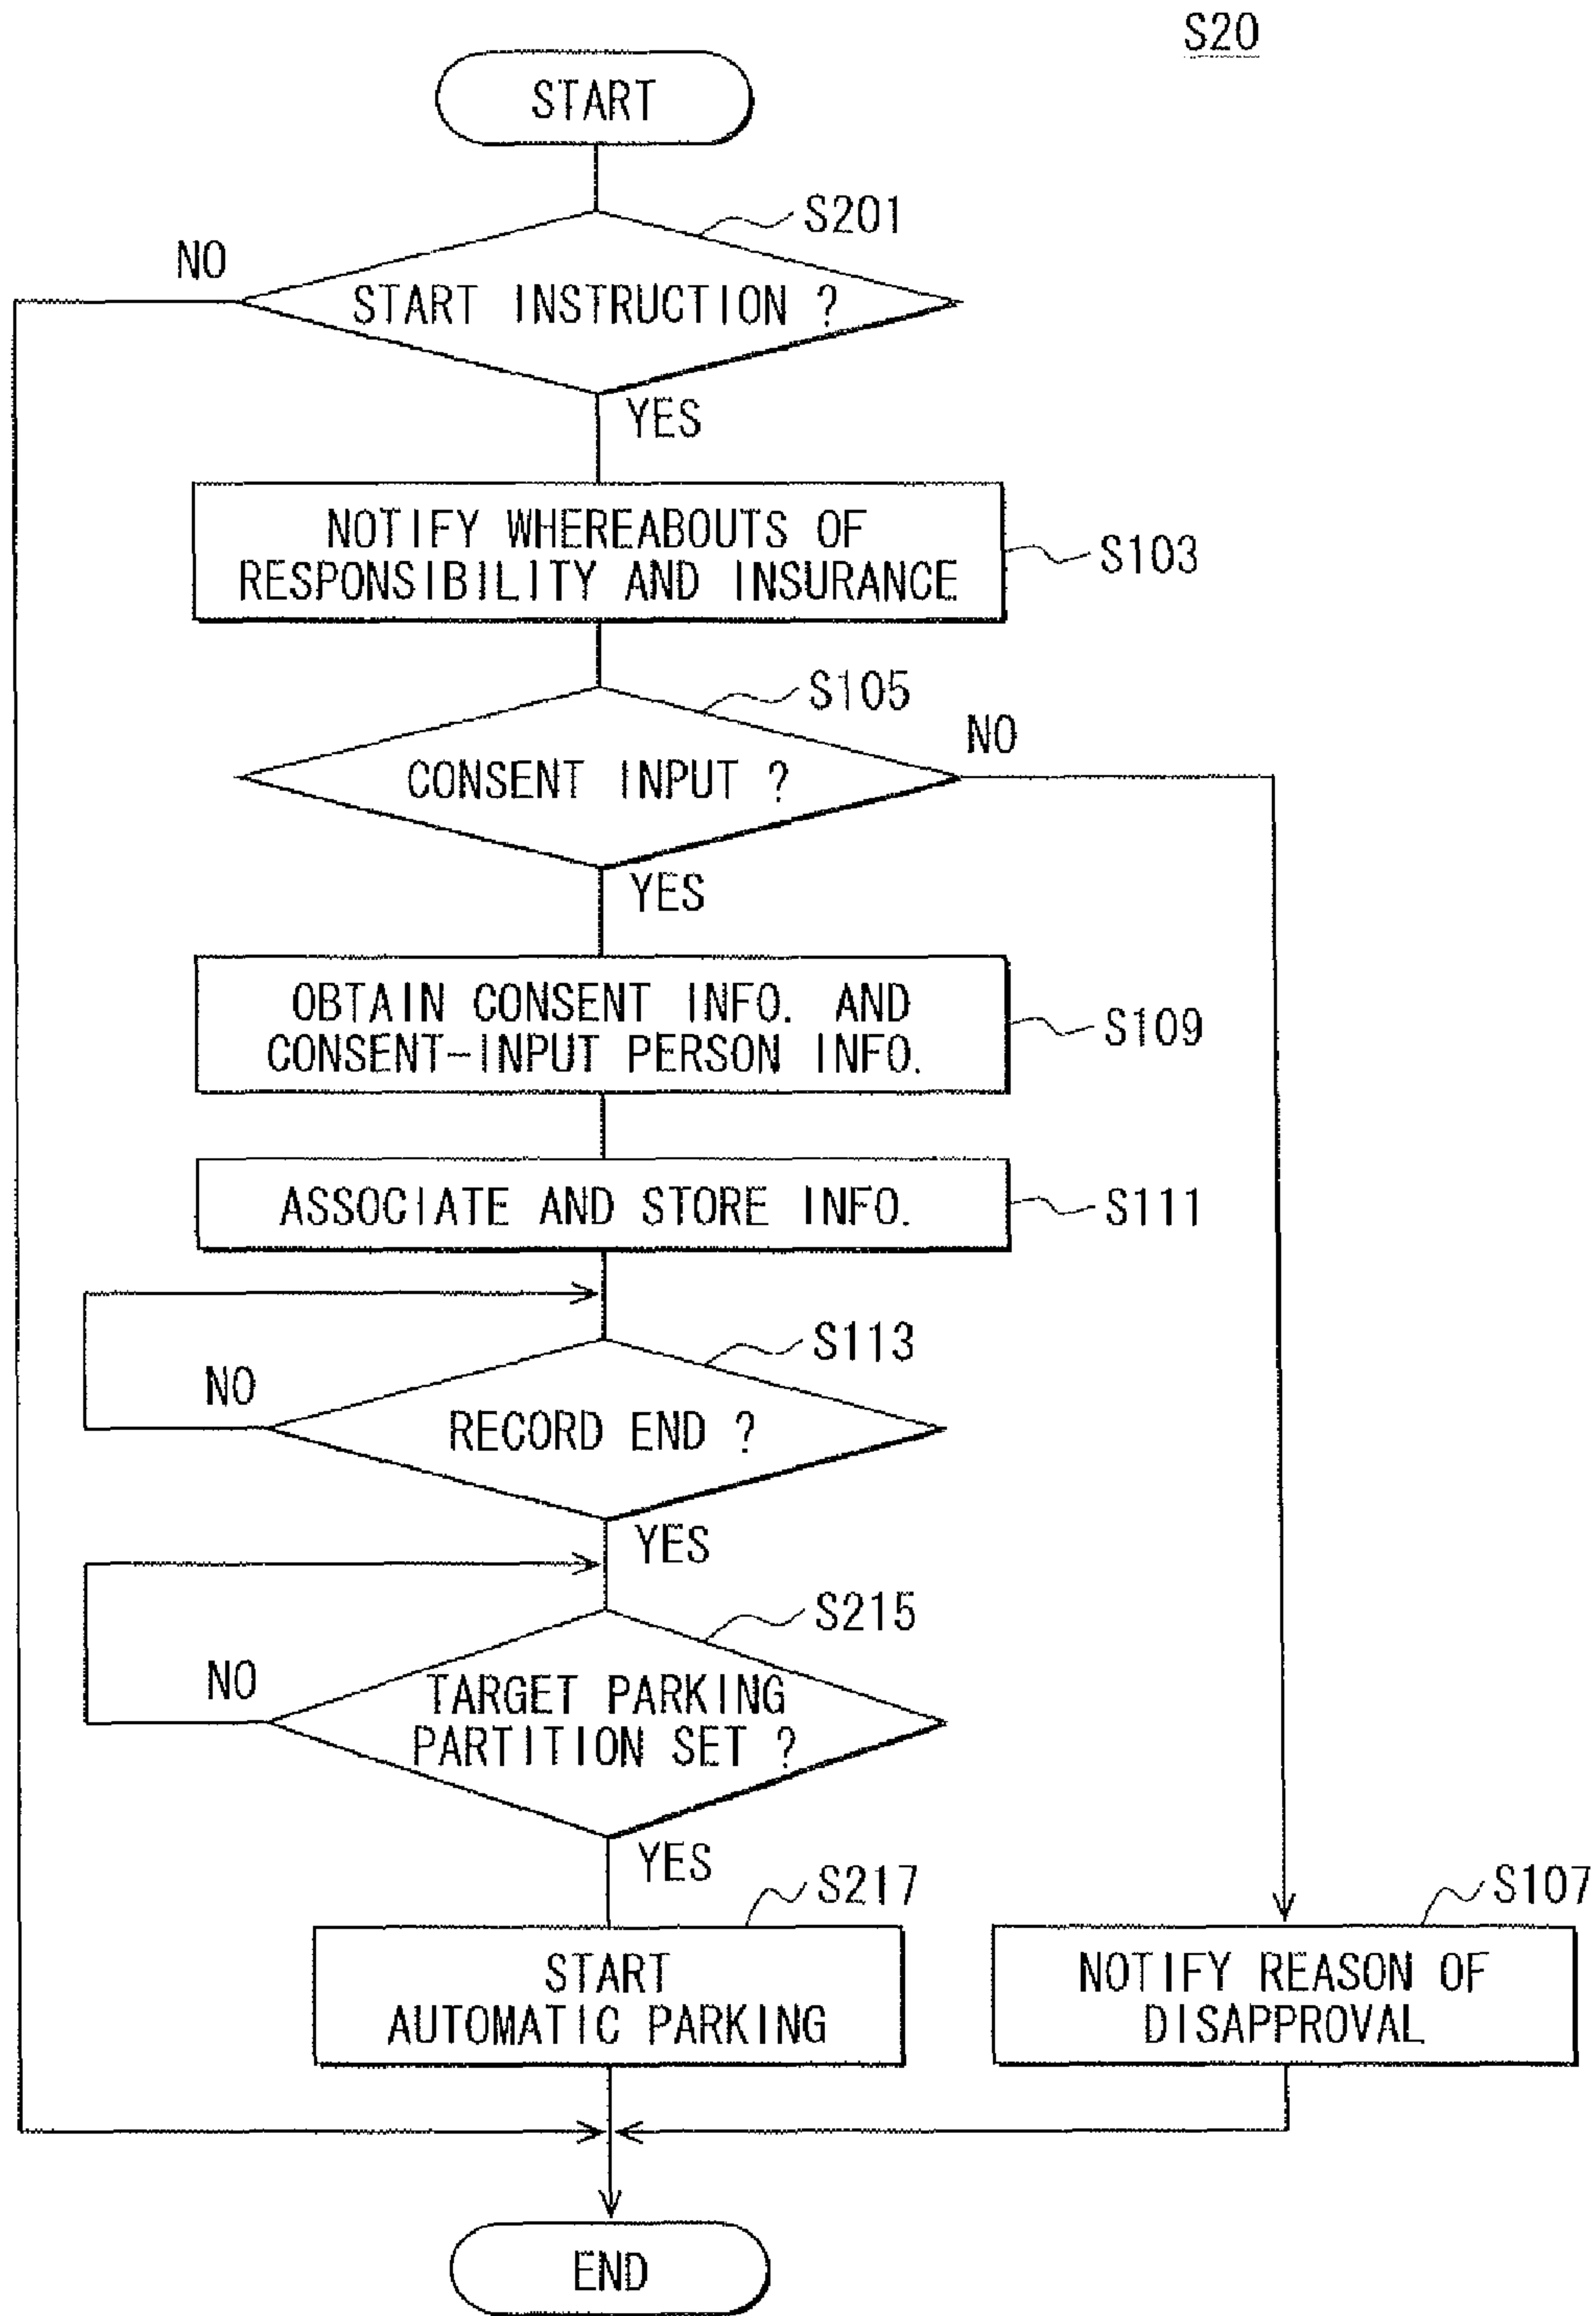 S20
START
S201
NO
START INSTRUCTION ?
YES
NOTIFY WHEREABOUTS OF
RESPONSIBILITY AND INSURANCE
S103
S105
NO
CONSENT INPUT ?
YES
OBTAIN CONSENT INFO. AND
CONSENT-INPUT PERSON INFO.
S109
ASSOCIATE AND STORE INFO.
S111
S113
NO
RECORD END ?
YES
S215
NO
TARGET PARKING
PARTITION SET ?
YES
S217
START
AUTOMATIC PARKING
S107
NOTIFY REASON OF
DISAPPROVAL
END